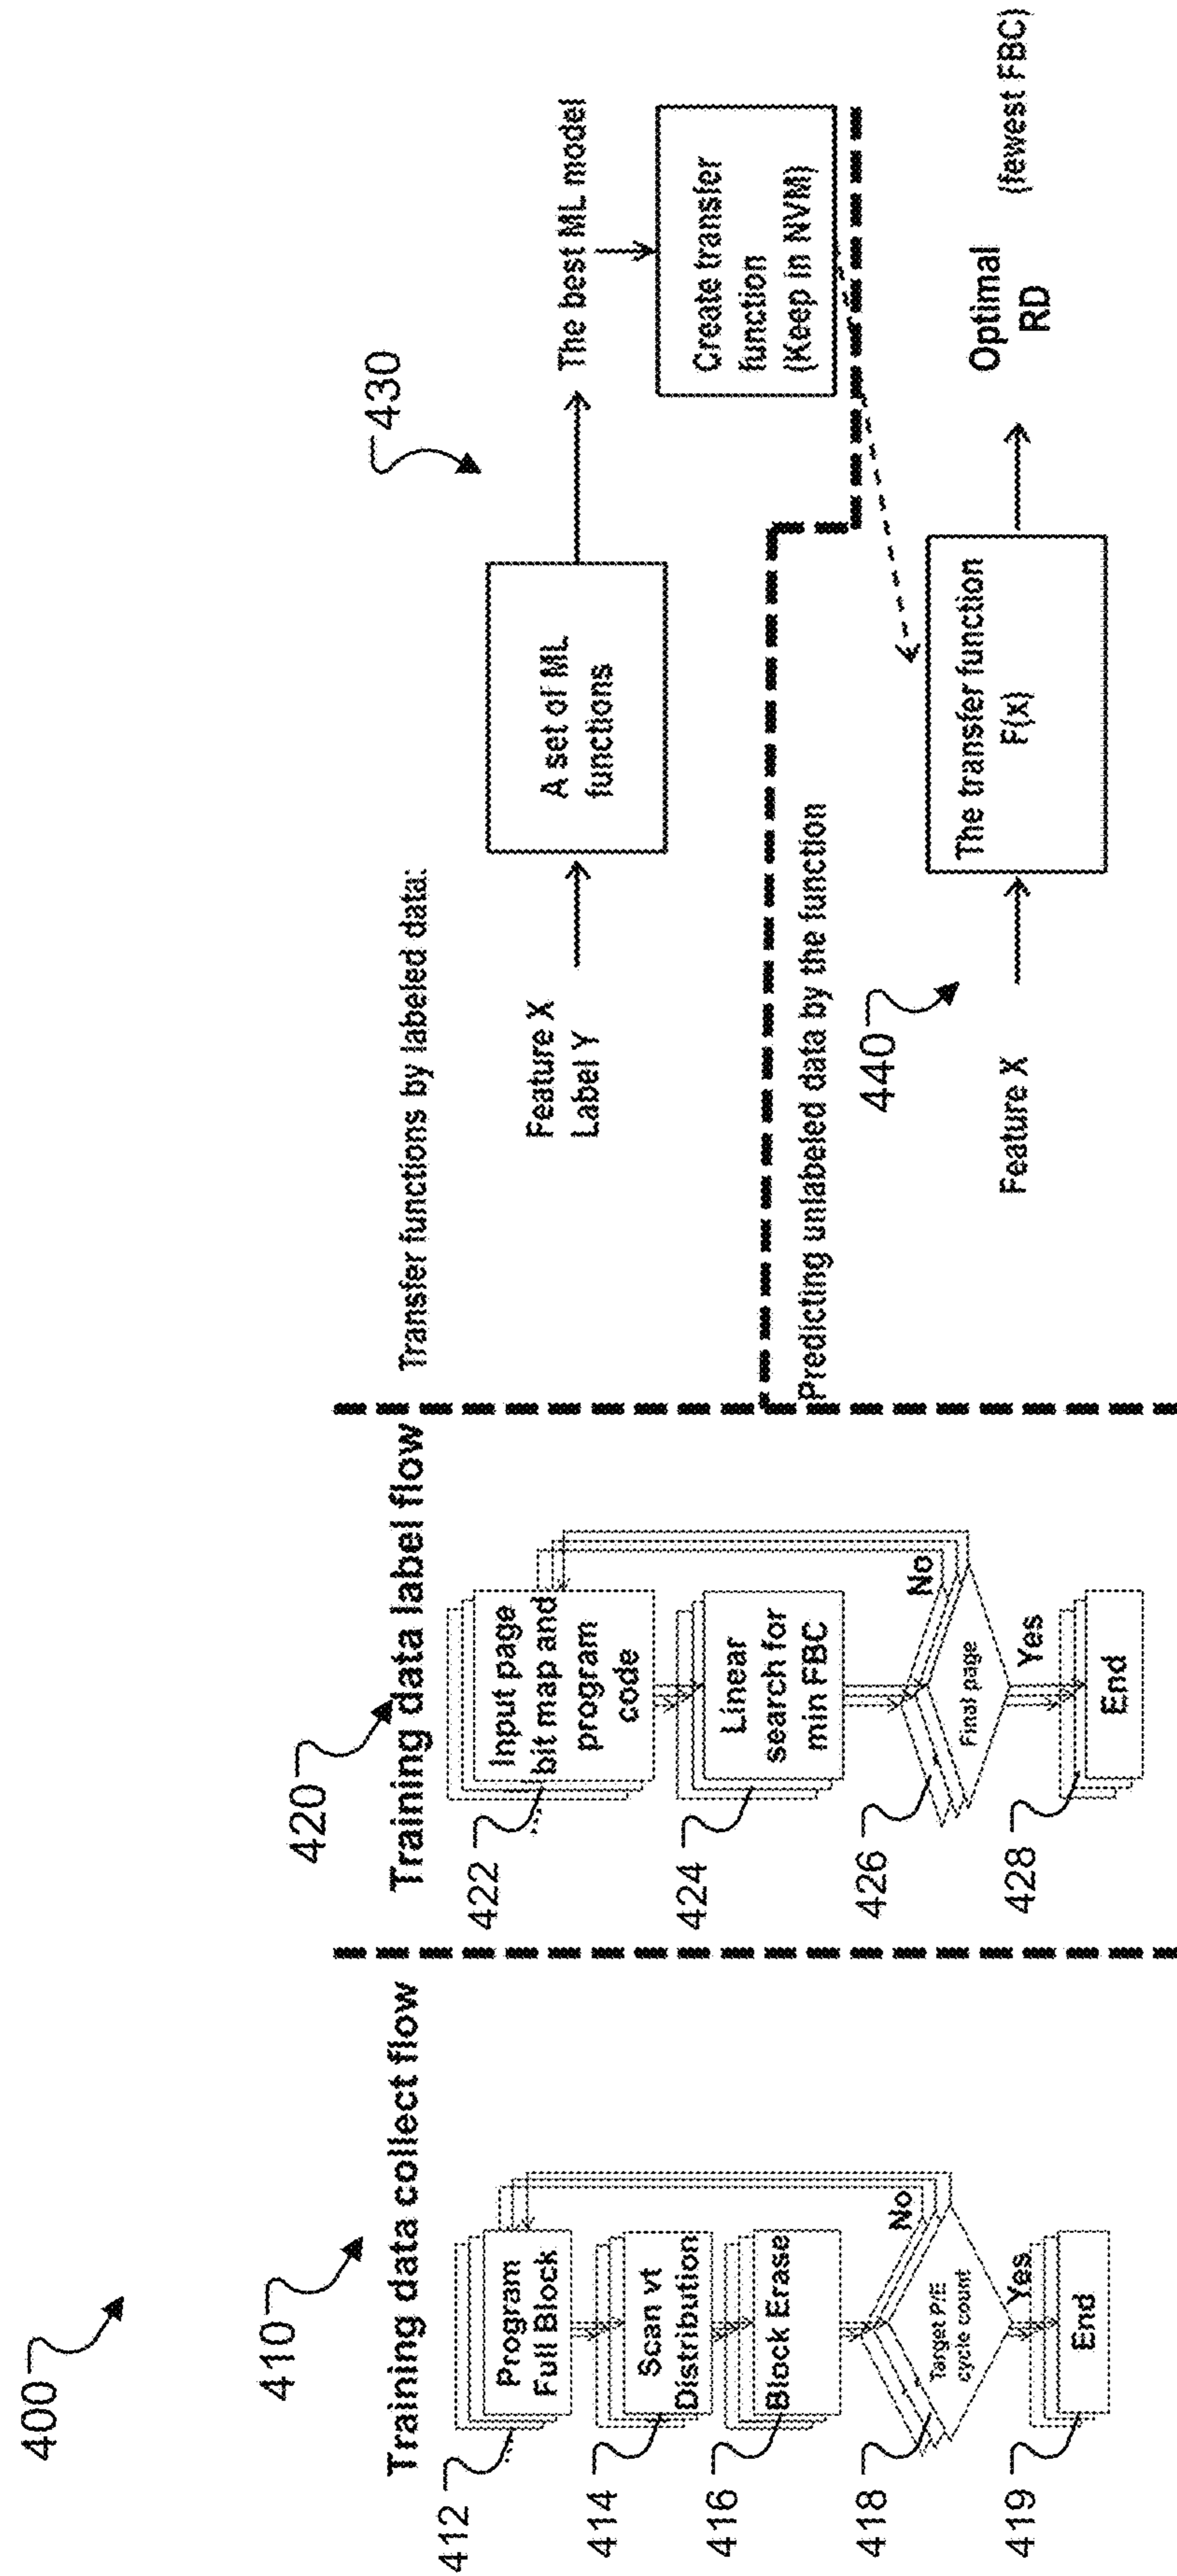 400
410
Training data collect flow
412
Program
Full Block
414
Scan vt
Distribution
416
Block Erase
418
Target P/E
cycle count
No
Yes
419
End
420
Training data label flow
422
Input page
bit map and
program
code
424
Linear
search for
min FBC
426
Final page
No
Yes
428
End
Transfer functions by labeled data:
430
Feature X
Label Y
A set of ML
functions
The best ML model
Create transfer
function
(Keep in NVM)
Predicting unlabeled data by the function
440
Feature X
The transfer function
F(x)
Optimal
RD
(fewest FBC)